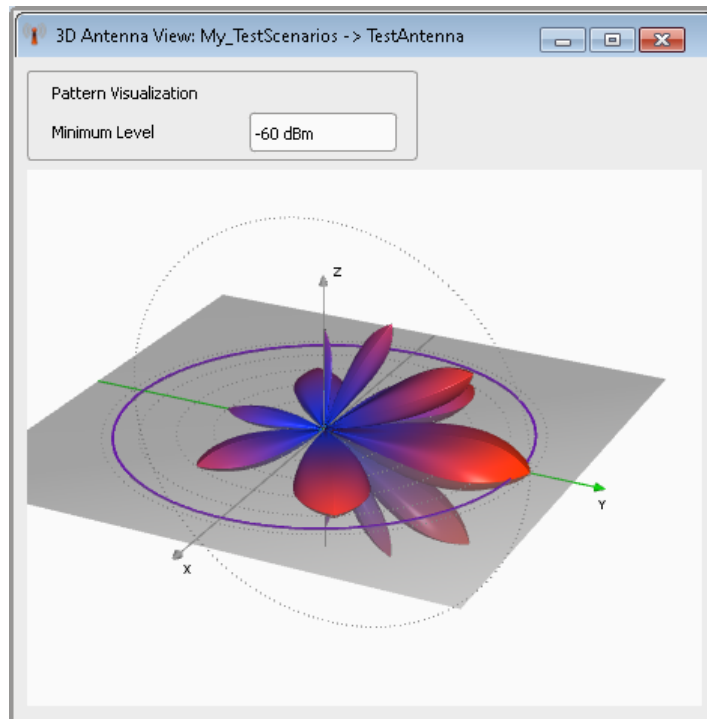 3D Antenna View: My_TestScenarios -> TestAntenna
Pattern Visualization
Minimum Level
-60 dBm
Z
Y
X